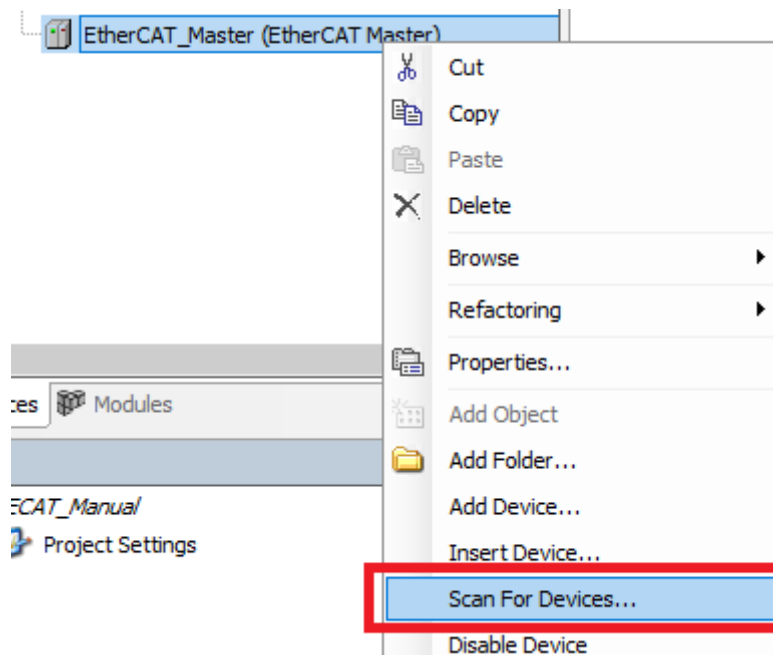 EtherCAT_Master (EtherCAT Master)
Cut
Copy
Paste
Delete
Browse
Refactoring
Properties...
Modules
Add Object
Add Folder...
ECAT_Manual
Add Device...
Project Settings
Insert Device...
Scan For Devices...
Disable Device